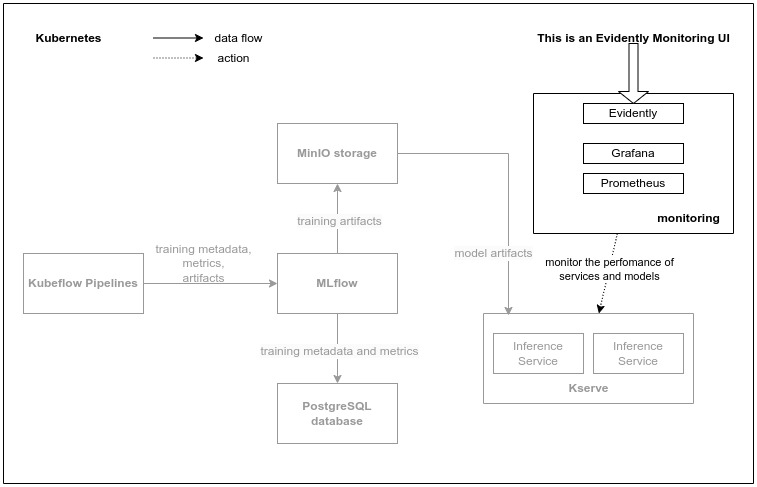 Kubernetes
data flow
action
This is an Evidently Monitoring UI
Evidently
Grafana
Prometheus
monitoring
MinIO storage
training artifacts
training metadata,
metrics,
artifacts
Kubeflow Pipelines
MLflow
model artifacts
monitor the perfomance of
services and models
training metadata and metrics
PostgreSQL
database
Inference
Service
Inference
Service
Kserve